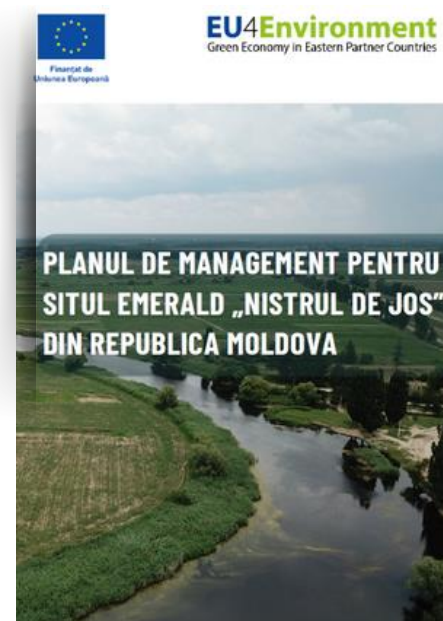 EU4Environment
Green Economy in Eastern Partner Countries
Finanțat de
Uniunea Europeană
PLANUL DE MANAGEMENT PENTRU
SITUL EMERALD „NISTRUL DE JOS”
DIN REPUBLICA MOLDOVA